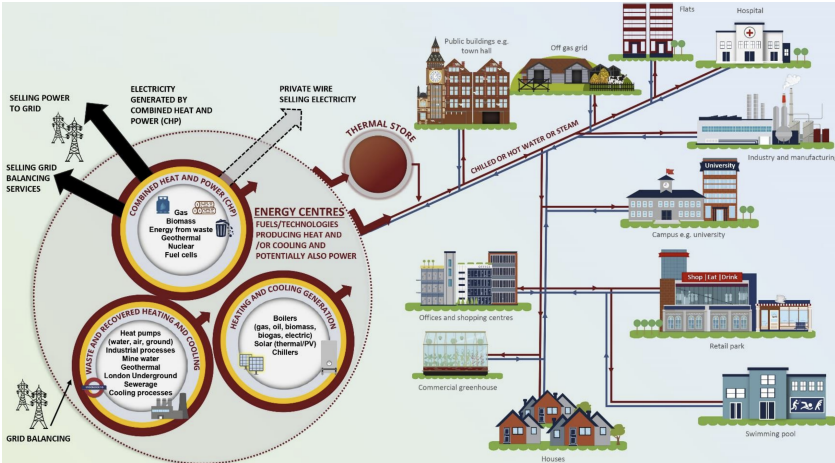 SELLING POWER
TO GRID
SELLING GRID
BALANCING
SERVICES
ELECTRICITY
GENERATED BY
COMBINED HEAT AND
POWER (CHP)
PRIVATE WIRE
SELLING ELECTRICITY
THERMAL STORE
COMBINED HEAT AND POWER (CHP)
Gas
Biomass
Energy from waste
Geothermal
Nuclear
Fuel cells
ENERGY CENTRES
FUELS/TECHNOLOGIES
PRODUCING HEAT AND
/OR COOLING AND
POTENTIALLY ALSO POWER
WASTE AND RECOVERED HEATING AND COOLING
Heat pumps
(water, air, ground)
Industrial processes
Mine water
Geothermal
London Underground
Sewerage
Cooling processes
HEATING AND COOLING GENERATION
Boilers
(gas, oil, biomass,
biogas, electric)
Solar (thermal/PV)
Chillers
GRID BALANCING
CHILLED OR HOT WATER OR STEAM
Public buildings e.g.
town hall
Off gas grid
Flats
Hospital
Industry and manufacturing
University
Campus e.g. university
Offices and shopping centres
Shop | Eat | Drink
Retail park
Commercial greenhouse
Houses
Swimming pool